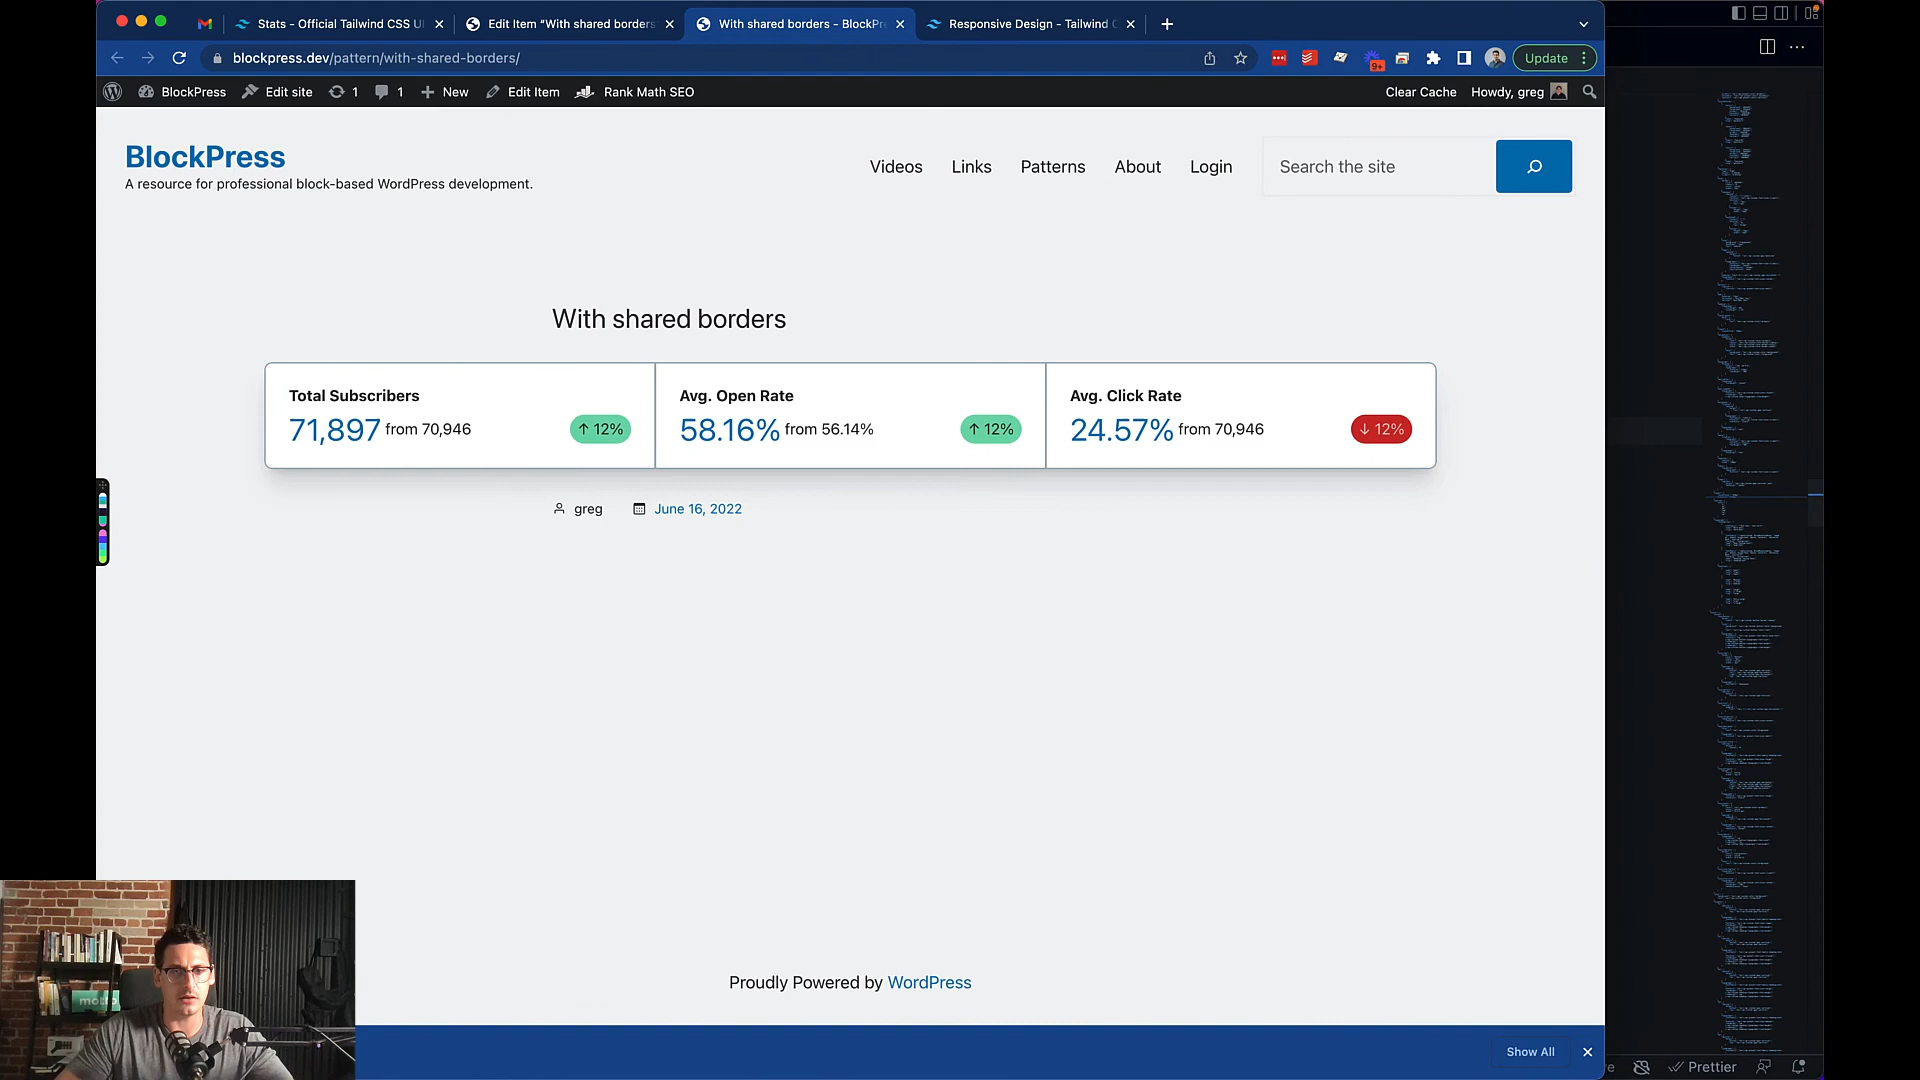 Stats - Official Tailwind CSS UI
Edit Item “With shared borders
With shared borders – BlockPr
Responsive Design - Tailwind C
blockpress.dev/pattern/with-shared-borders/
9+
Update
BlockPress
Edit site
1
1
New
Edit Item
Rank Math SEO
Clear Cache
Howdy, greg
BlockPress
A resource for professional block-based WordPress development.
Videos
Links
Patterns
About
Login
Search the site
With shared borders
Total Subscribers
71,897 from 70,946
↑ 12%
Avg. Open Rate
58.16% from 56.14%
↑ 12%
Avg. Click Rate
24.57% from 70,946
↓ 12%
greg
June 16, 2022
Proudly Powered by WordPress
Show All
Prettier